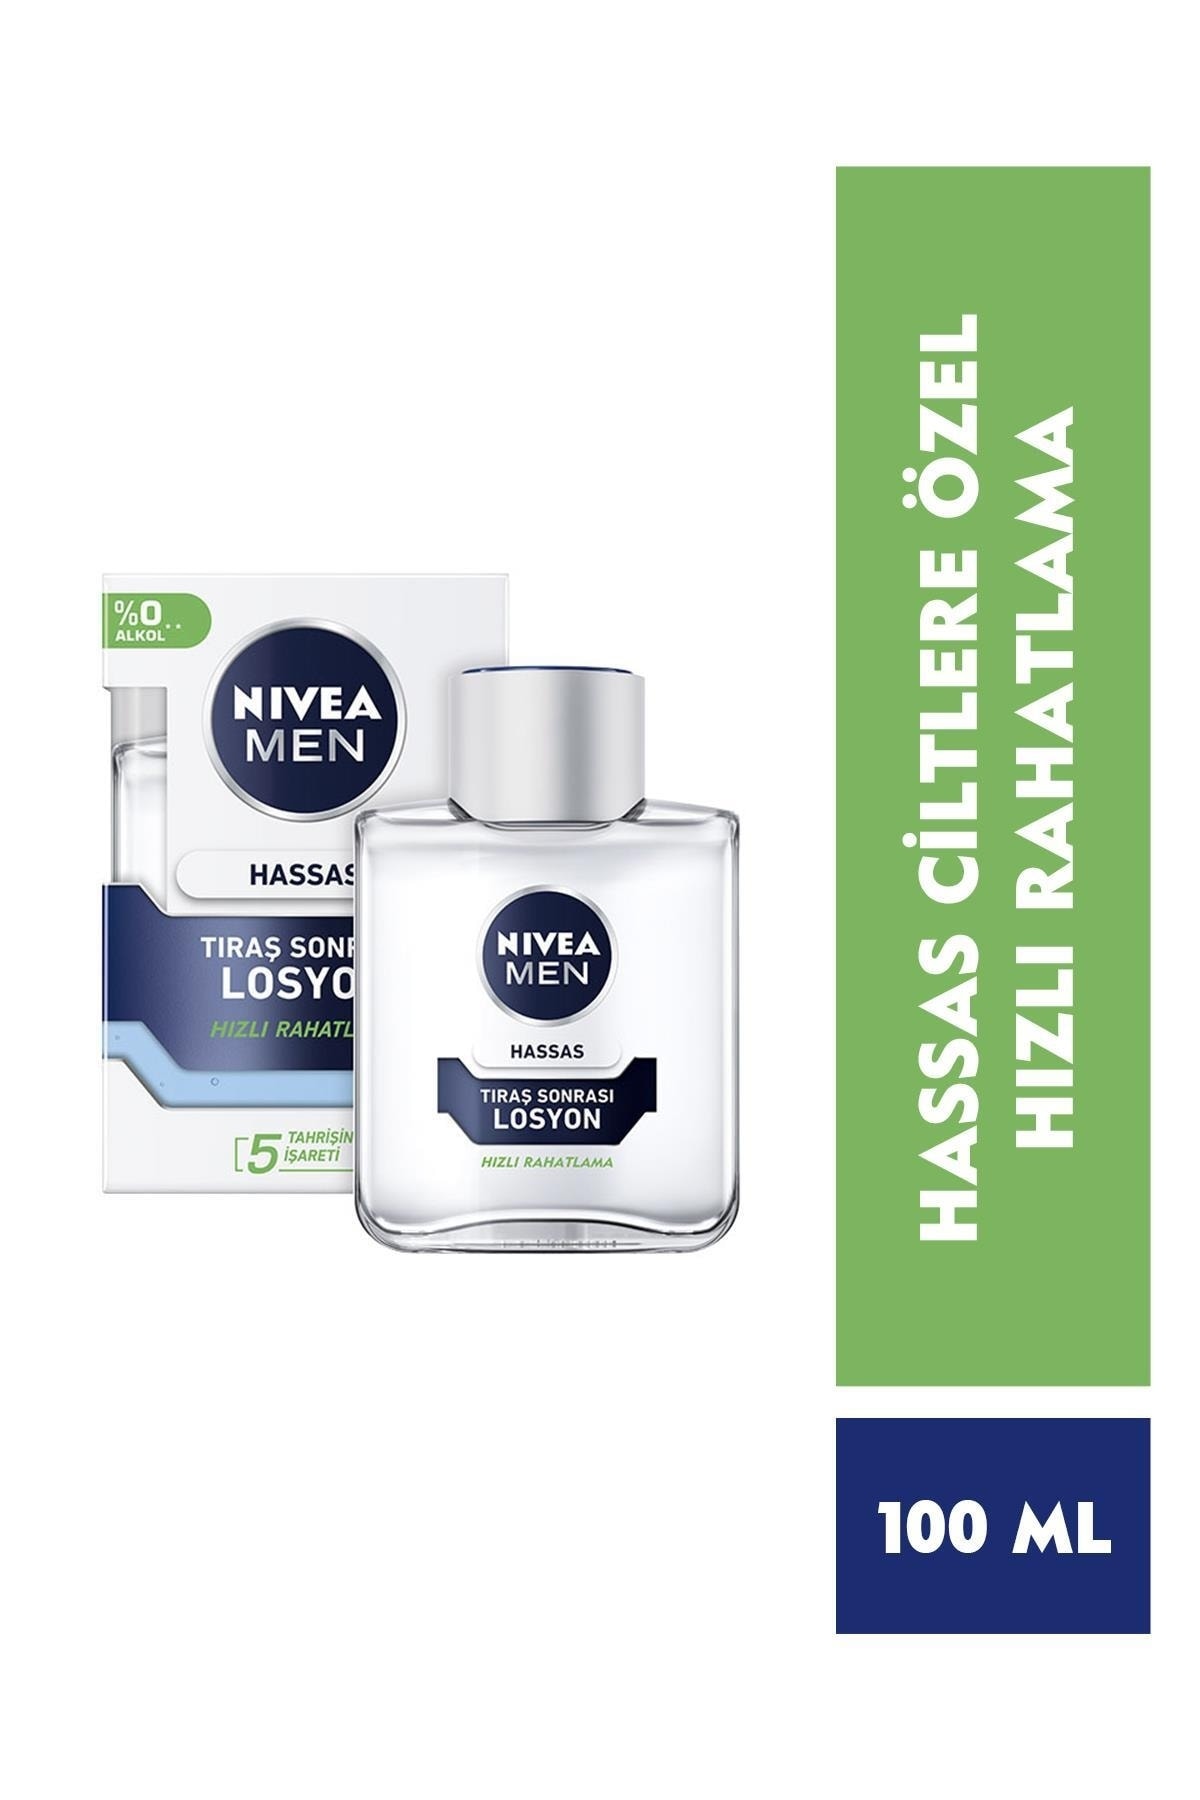 %0**
ALKOL
NIVEA
MEN
HASSAS
TIRAŞ SONR
LOSYO
HIZLI RAHATL
5 TAHRİŞİN
İŞARETİ
NIVEA
MEN
HASSAS
TIRAŞ SONRASI
LOSYON
HIZLI RAHATLAMA
HASSAS CİLTLERE ÖZEL
HIZLI RAHATLAMA
100 ML